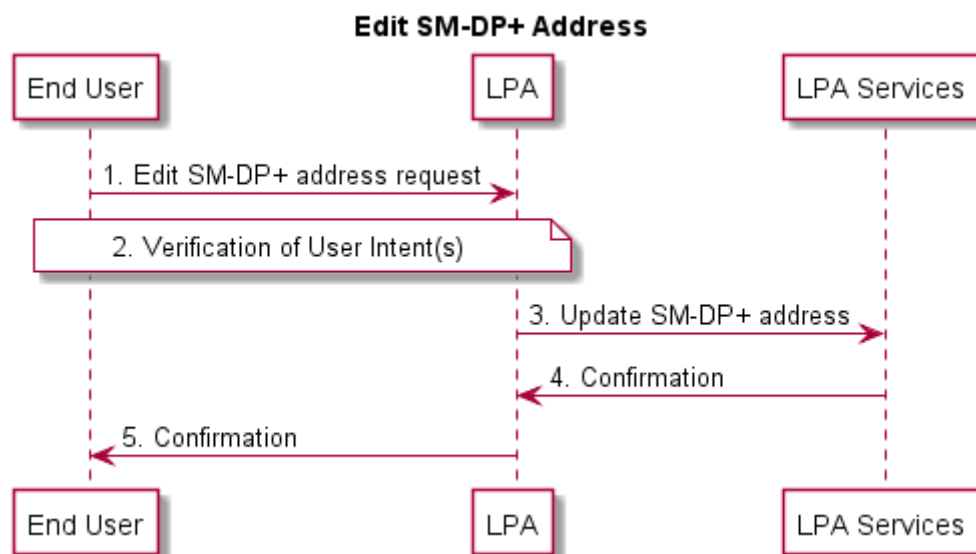 Edit SM-DP+ Address
End User
LPA
LPA Services
1. Edit SM-DP+ address request
2. Verification of User Intent(s)
3. Update SM-DP+ address
4. Confirmation
5. Confirmation
End User
LPA
LPA Services